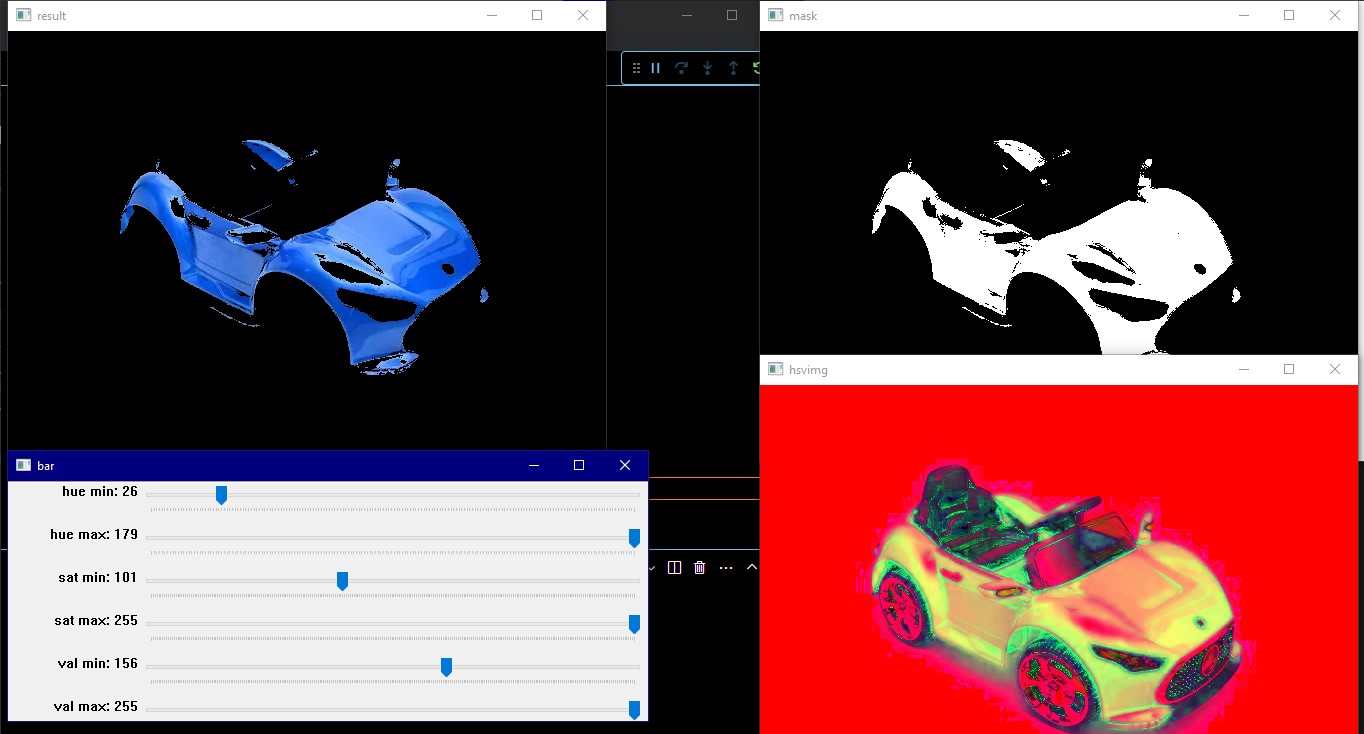 result
mask
hsvimg
bar
hue min: 26
hue max: 179
sat min: 101
sat max: 255
val min: 156
val max: 255